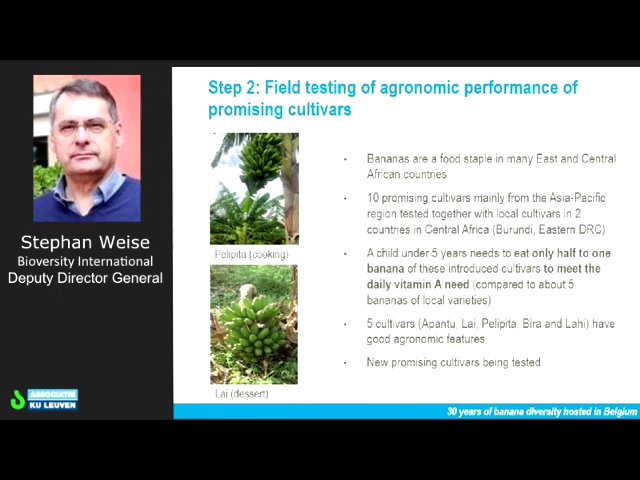 Step 2: Field testing of agronomic performance of
promising cultivars
Pelipita (cooking)
Lai (dessert)
• Bananas are a food staple in many East and Central
African countries
• 10 promising cultivars mainly from the Asia-Pacific
region tested together with local cultivars in 2
countries in Central Africa (Burundi, Eastern DRC)
• A child under 5 years needs to eat only half to one
banana of these introduced cultivars to meet the
daily vitamin A need (compared to about 5
bananas of local varieties)
• 5 cultivars (Apantu, Lai, Pelipita, Bira and Lahi) have
good agronomic features.
• New promising cultivars being tested
Stephan Weise
Bioversity International
Deputy Director General
ASSOCIATIE
KU LEUVEN
30 years of banana diversity hosted in Belgium